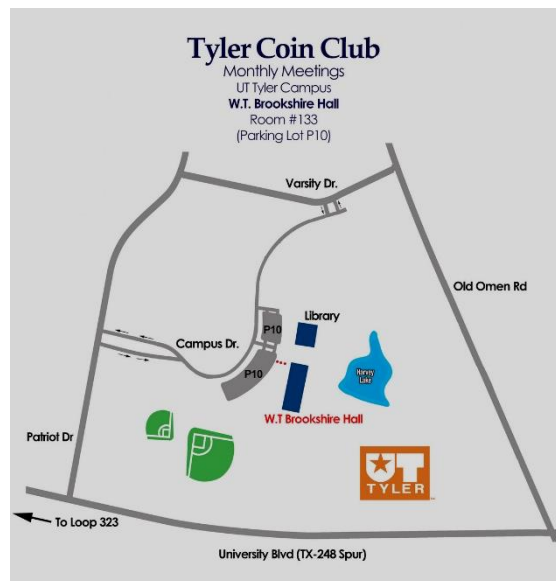 Tyler Coin Club
Monthly Meetings
UT Tyler Campus
W.T. Brookshire Hall
Room #133
(Parking Lot P10)
Varsity Dr.
Old Omen Rd
Library
P10
Campus Dr.
P10
Harvey
Lake
W.T Brookshire Hall
Patriot Dr
UT
TYLER
To Loop 323
University Blvd (TX-248 Spur)